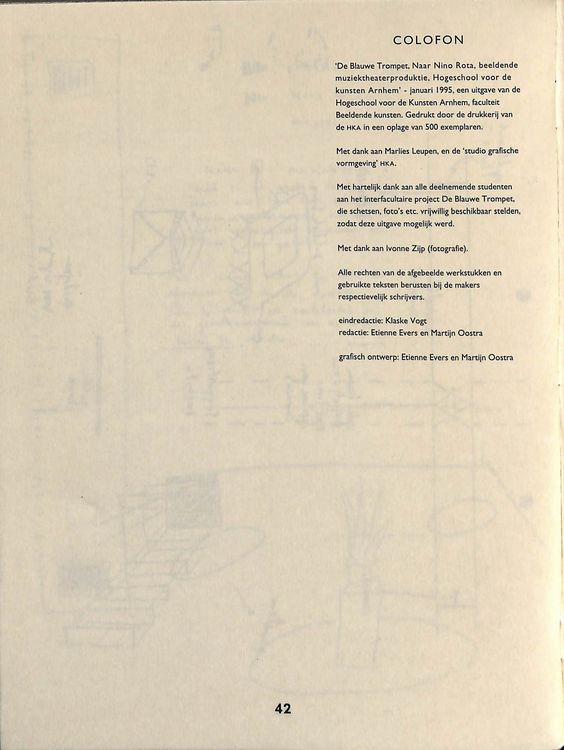 COLOFON
'De Blauwe Trompet, Naar Nino Rota, beeldende
muziektheaterproduktie, Hogeschool voor de
kunsten Arnhem' - januari 1995, een uitgave van de
Hogeschool voor de Kunsten Arnhem, faculteit
Beeldende kunsten. Gedrukt door de drukkerij van
de HKA in een oplage van 500 exemplaren.
Met dank aan Marlies Leupen, en de 'studio grafische
vormgeving' HKA.
Met hartelijk dank aan alle deelnemende studenten
aan het interfacultaire project De Blauwe Trompet,
die schetsen, foto's etc. vrijwillig beschikbaar stelden,
zodat deze uitgave mogelijk werd.
Met dank aan Ivonne Zijp (fotografie).
Alle rechten van de afgebeelde werkstukken en
gebruikte teksten berusten bij de makers
respectievelijk schrijvers.
eindredactie: Klaske Vogt
redactie: Etienne Evers en Martijn Oostra
grafisch ontwerp: Etienne Evers en Martijn Oostra
42